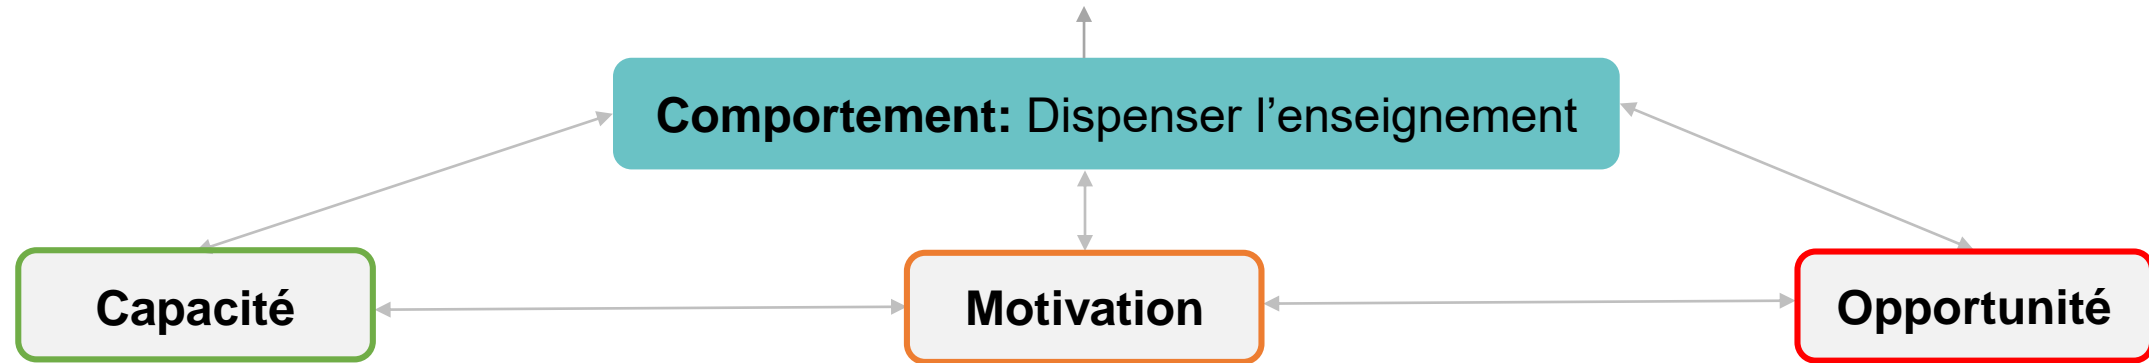 Comportement: Dispenser l’enseignement
Capacité
Motivation
Opportunité